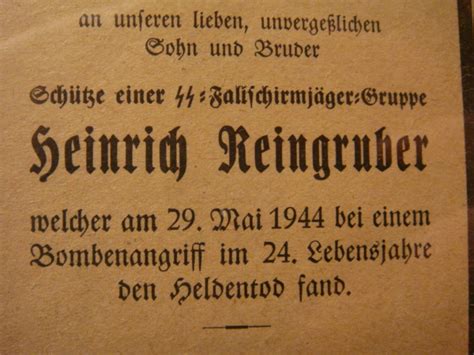 an unſeren lieben, unvergeßlichen
Sohn und Bruder
Schütze einer SS=Fallſchirmjäger=Gruppe
Heinrich Reingruber
welcher am 29. Mai 1944 bei einem
Bombenangriff im 24. Lebensjahre
den Heldentod fand.